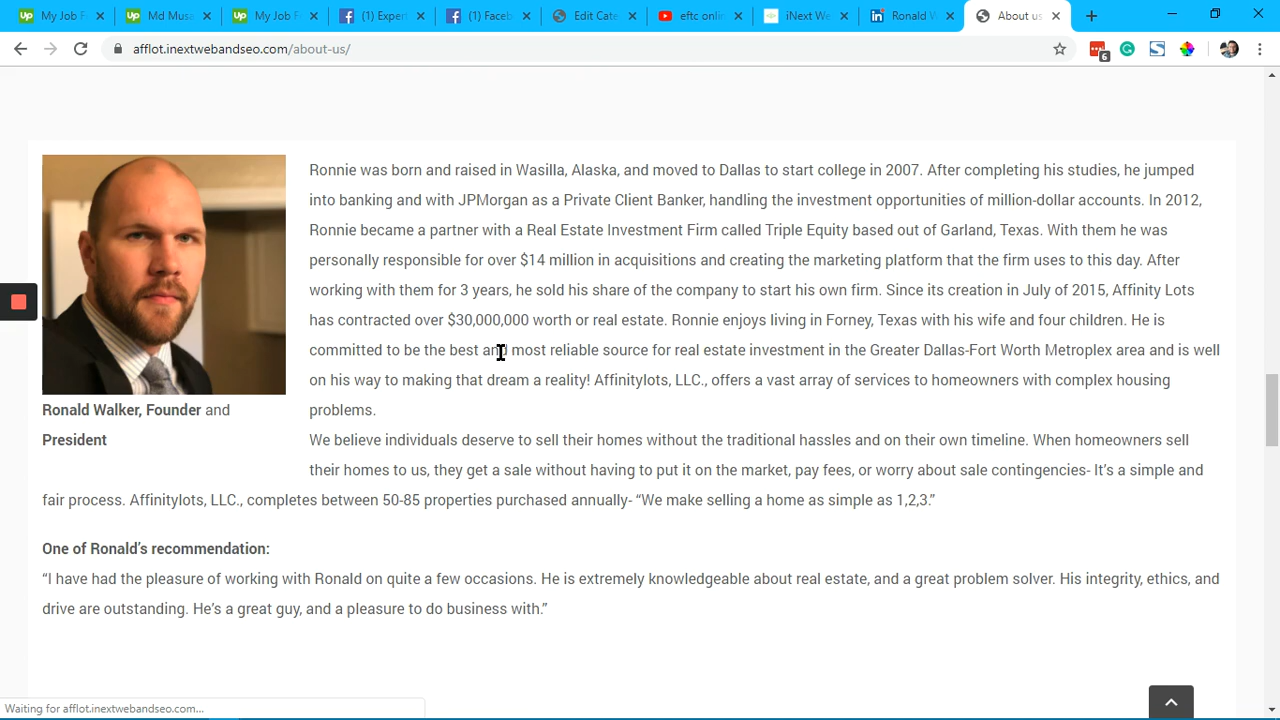 My Job F
Md Musa
My Job F
(1) Expert
(1) Faceb
Edit Cate
eftc onlin
iNext We
Ronald W
About us
afflot.inextwebandseo.com/about-us/
6
Ronnie was born and raised in Wasilla, Alaska, and moved to Dallas to start college in 2007. After completing his studies, he jumped
into banking and with JPMorgan as a Private Client Banker, handling the investment opportunities of million-dollar accounts. In 2012,
Ronnie became a partner with a Real Estate Investment Firm called Triple Equity based out of Garland, Texas. With them he was
personally responsible for over $14 million in acquisitions and creating the marketing platform that the firm uses to this day. After
working with them for 3 years, he sold his share of the company to start his own firm. Since its creation in July of 2015, Affinity Lots
has contracted over $30,000,000 worth or real estate. Ronnie enjoys living in Forney, Texas with his wife and four children. He is
committed to be the best and most reliable source for real estate investment in the Greater Dallas-Fort Worth Metroplex area and is well
on his way to making that dream a reality! Affinitylots, LLC., offers a vast array of services to homeowners with complex housing
problems.
Ronald Walker, Founder and
President
We believe individuals deserve to sell their homes without the traditional hassles and on their own timeline. When homeowners sell
their homes to us, they get a sale without having to put it on the market, pay fees, or worry about sale contingencies- It’s a simple and
fair process. Affinitylots, LLC., completes between 50-85 properties purchased annually- “We make selling a home as simple as 1,2,3.”
One of Ronald’s recommendation:
“I have had the pleasure of working with Ronald on quite a few occasions. He is extremely knowledgeable about real estate, and a great problem solver. His integrity, ethics, and
drive are outstanding. He’s a great guy, and a pleasure to do business with.”
Waiting for afflot.inextwebandseo.com...